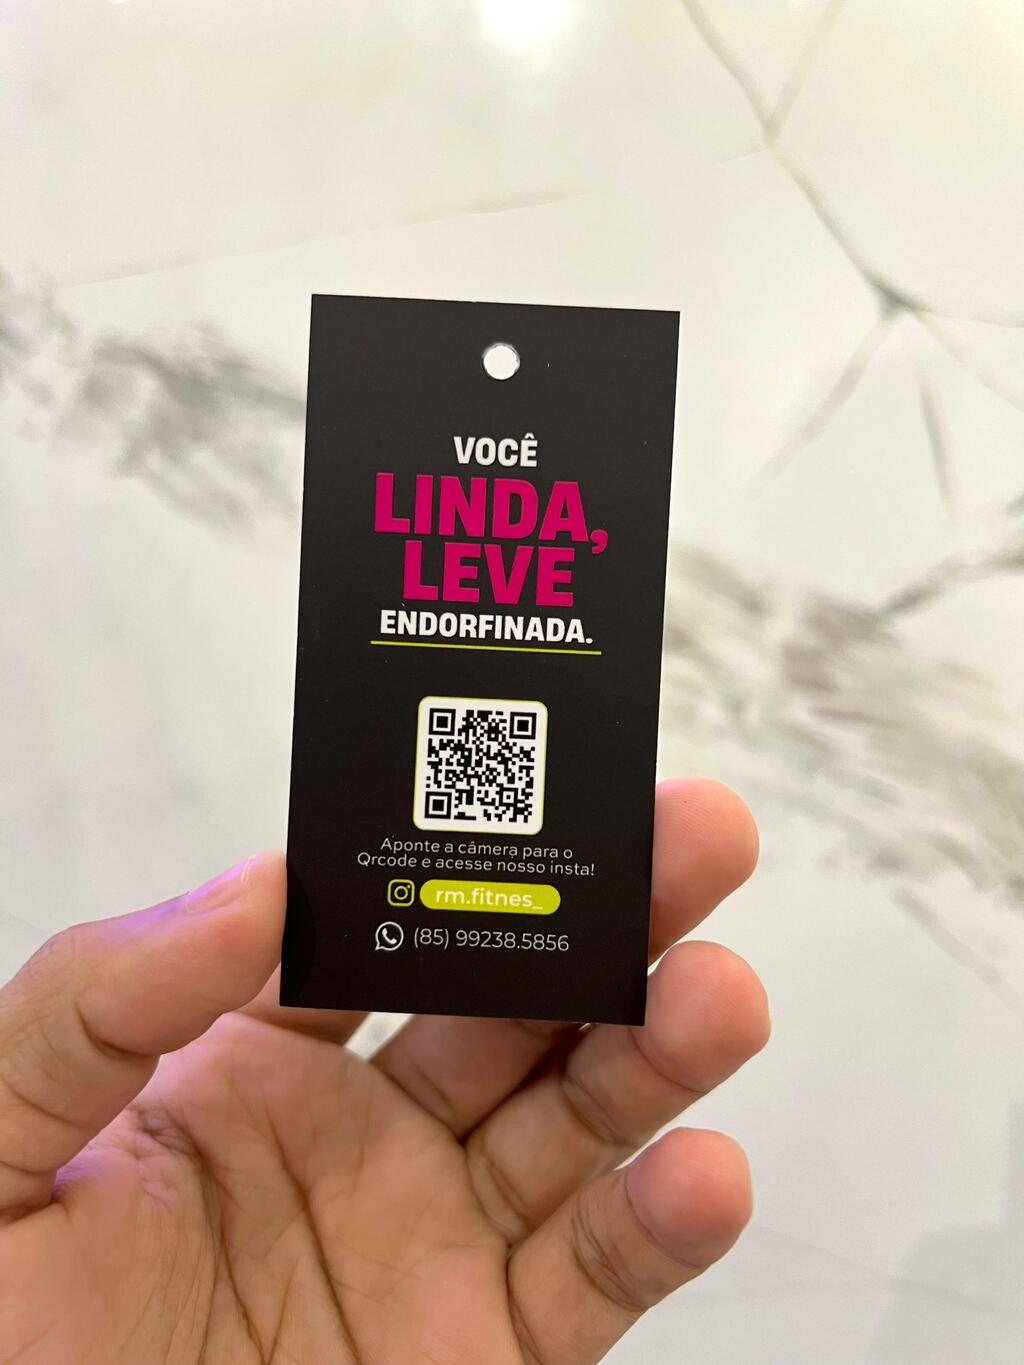 VOCÊ
LINDA,
LEVE
ENDORFINADA.
Aponte a câmera para o
Qrcode e acesse nosso insta!
rm.fitnes_
(85) 99238.5856